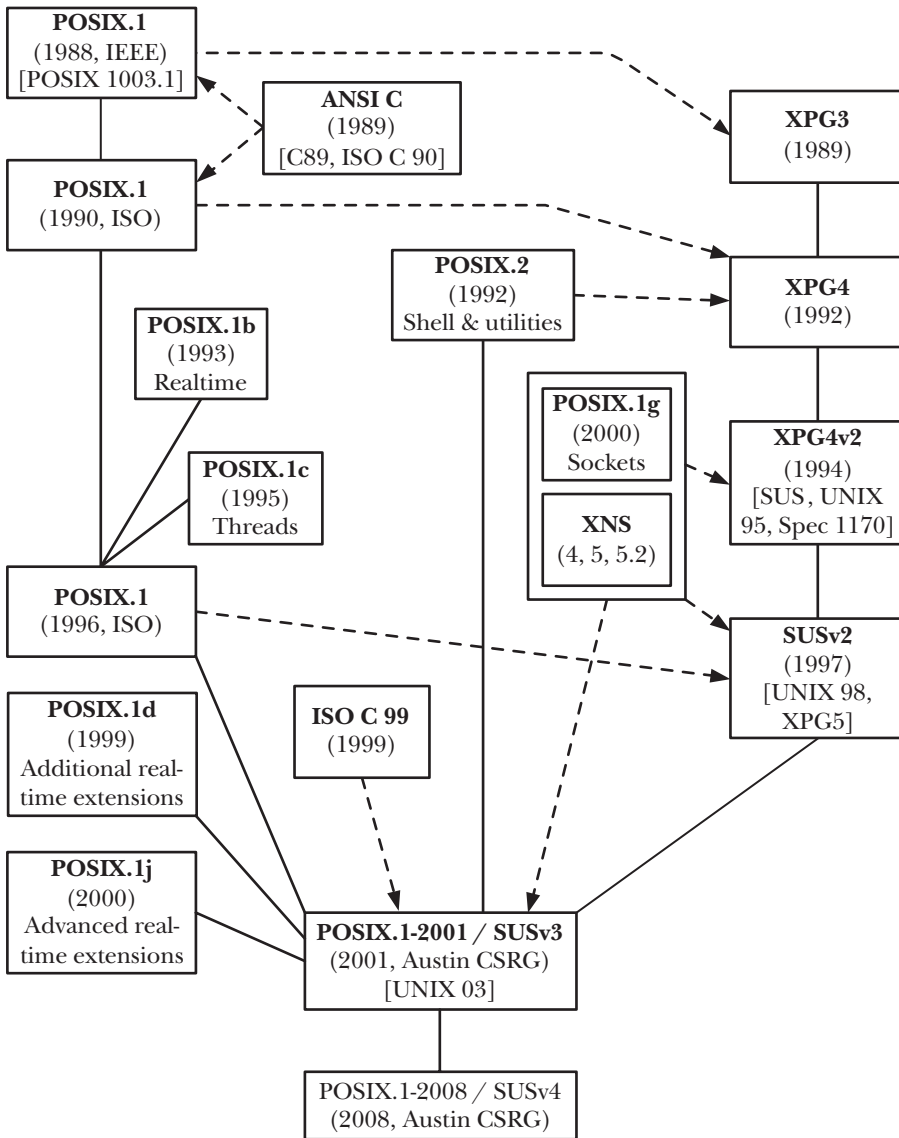 POSIX.1
(1988, IEEE)
[POSIX 1003.1]
ANSI C
(1989)
[C89, ISO C 90]
XPG3
(1989)
POSIX.1
(1990, ISO)
POSIX.2
(1992)
Shell & utilities
XPG4
(1992)
POSIX.1b
(1993)
Realtime
POSIX.1c
(1995)
Threads
POSIX.1g
(2000)
Sockets
XNS
(4, 5, 5.2)
XPG4v2
(1994)
[SUS, UNIX
95, Spec 1170]
POSIX.1
(1996, ISO)
SUSv2
(1997)
[UNIX 98,
XPG5]
POSIX.1d
(1999)
Additional real-
time extensions
ISO C 99
(1999)
POSIX.1j
(2000)
Advanced real-
time extensions
POSIX.1-2001 / SUSv3
(2001, Austin CSRG)
[UNIX 03]
POSIX.1-2008 / SUSv4
(2008, Austin CSRG)